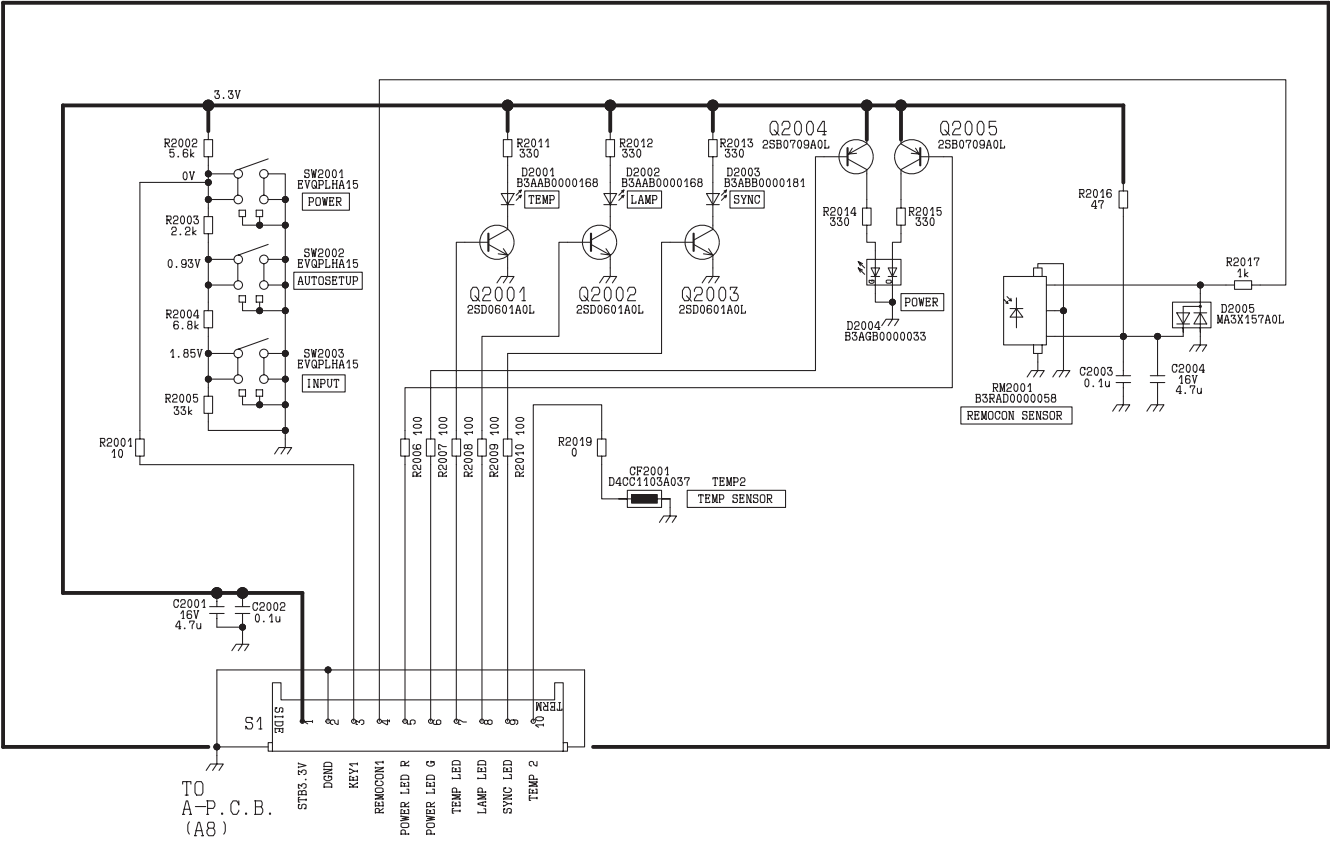 3.3V
R2002
5.6k
0V
SW2001
EVQPLHA15
POWER
R2003
2.2k
0.93V
SW2002
EVQPLHA15
AUTOSETUP
R2004
6.8k
1.85V
SW2003
EVQPLHA15
INPUT
R2005
33k
R2001
10
R2011
330
D2001
B3AAB0000168
TEMP
Q2001
2SD0601A0L
R2012
330
D2002
B3AAB0000168
LAMP
Q2002
2SD0601A0L
R2013
330
D2003
B3ABB0000181
SYNC
Q2003
2SD0601A0L
Q2004
2SB0709A0L
Q2005
2SB0709A0L
R2014
330
R2015
330
G
G
POWER
D2004
B3AGB0000033
R2016
47
R2017
1k
D2005
MA3X157A0L
C2003
0.1u
C2004
16V
4.7u
RM2001
B3RAD0000058
REMOCON SENSOR
R2006 100
R2007 100
R2008 100
R2009 100
R2010 100
R2019
0
CF2001
D4CC1103A037
TEMP2
TEMP SENSOR
C2001
16V
4.7u
C2002
0.1u
S1
SIDE
TERM
1
2
3
4
5
6
7
8
9
10
STB3.3V
DGND
KEY1
REMOCON1
POWER LED R
POWER LED G
TEMP LED
LAMP LED
SYNC LED
TEMP 2
TO
A-P.C.B.
(A8)